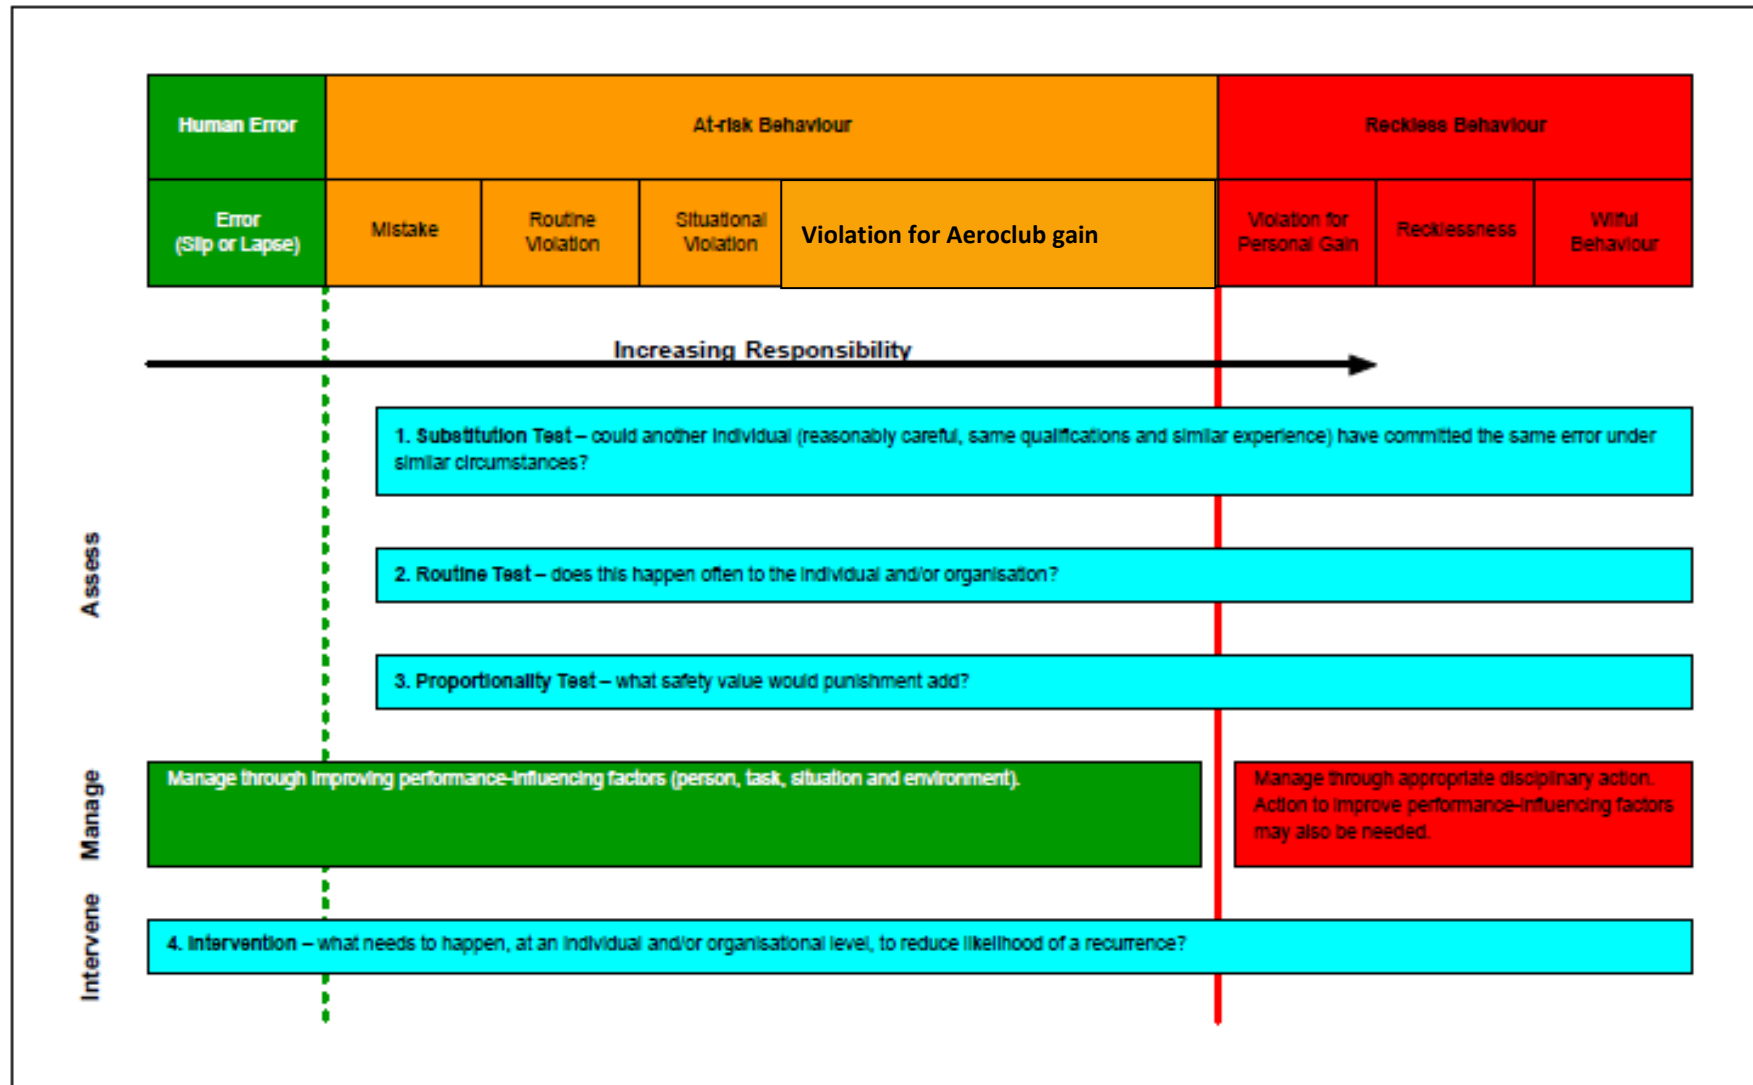 Human Error
At-risk Behaviour
Reckless Behaviour
Error
(Slip or Lapse)
Mistake
Routine
Violation
Situational
Violation
Violation for Aeroclub gain
Violation for
Personal Gain
Recklessness
Wilful
Behaviour
Increasing Responsibility
Assess
1. Substitution Test – could another individual (reasonably careful, same qualifications and similar experience) have committed the same error under
similar circumstances?
2. Routine Test – does this happen often to the individual and/or organisation?
3. Proportionality Test – what safety value would punishment add?
Manage
Manage through improving performance-influencing factors (person, task, situation and environment).
Manage through appropriate disciplinary action.
Action to improve performance-influencing factors
may also be needed.
Intervene
4. Intervention – what needs to happen, at an individual and/or organisational level, to reduce likelihood of a recurrence?